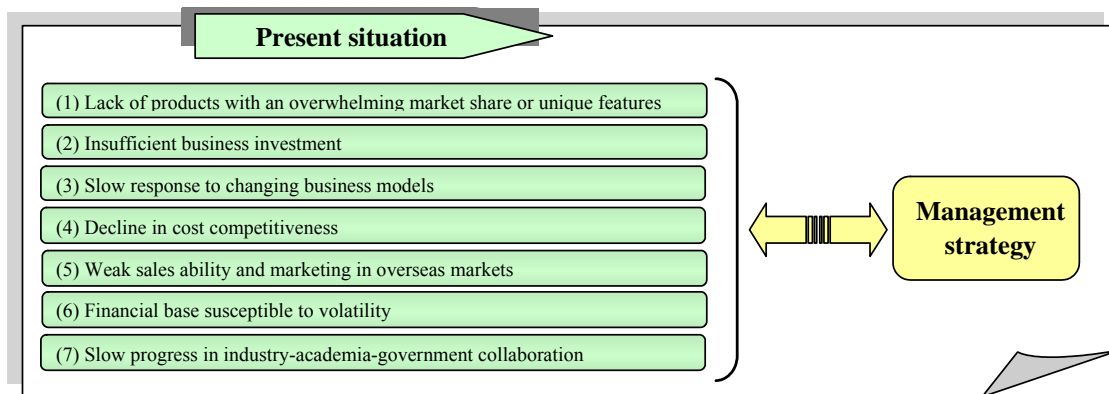 Present situation
(1) Lack of products with an overwhelming market share or unique features
(2) Insufficient business investment
(3) Slow response to changing business models
(4) Decline in cost competitiveness
(5) Weak sales ability and marketing in overseas markets
(6) Financial base susceptible to volatility
(7) Slow progress in industry-academia-government collaboration
Management
strategy